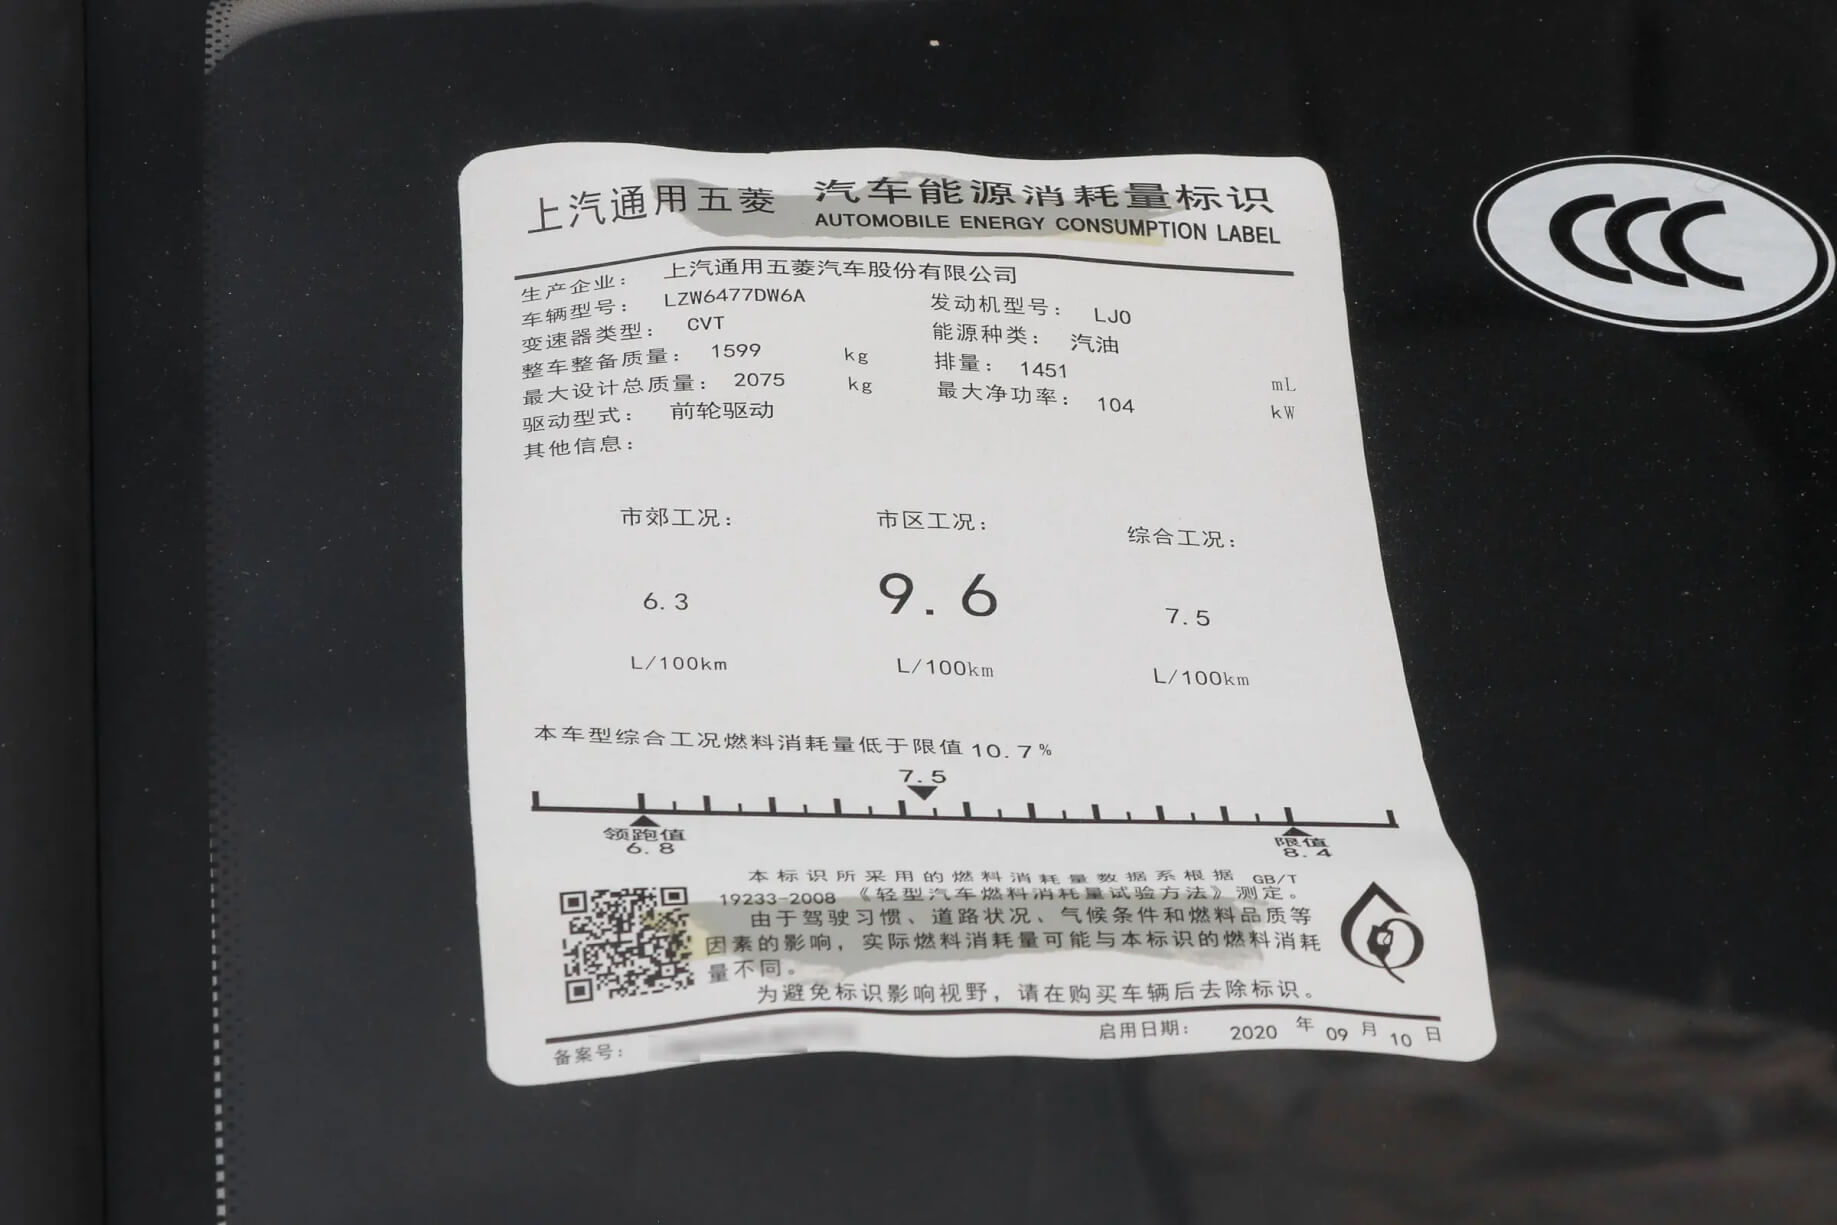 上汽通用五菱 汽车能源消耗量标识
AUTOMOBILE ENERGY CONSUMPTION LABEL
生产企业： 上汽通用五菱汽车股份有限公司
车辆型号： LZW6477DW6A 发动机型号： LJO
变速器类型： CVT 能源种类： 汽油
整车整备质量： 1599 kg 排量： 1451 mL
最大设计总质量： 2075 kg 最大净功率： 104 kW
驱动型式： 前轮驱动
其他信息：
市郊工况： 市区工况： 综合工况：
6.3 9.6 7.5
L/100km L/100km L/100km
本车型综合工况燃料消耗量低于限值10.7%
7.5
领跑值 限值
6.8 8.4
本标识所采用的燃料消耗量数据系根据 GB/T
19233-2008《轻型汽车燃料消耗量试验方法》测定。
由于驾驶习惯、道路状况、气候条件和燃料品质等
因素的影响，实际燃料消耗量可能与本标识的燃料消耗
量不同。
为避免标识影响视野，请在购买车辆后去除标识。
备案号： 启用日期： 2020 年 09 月 10 日
CCC